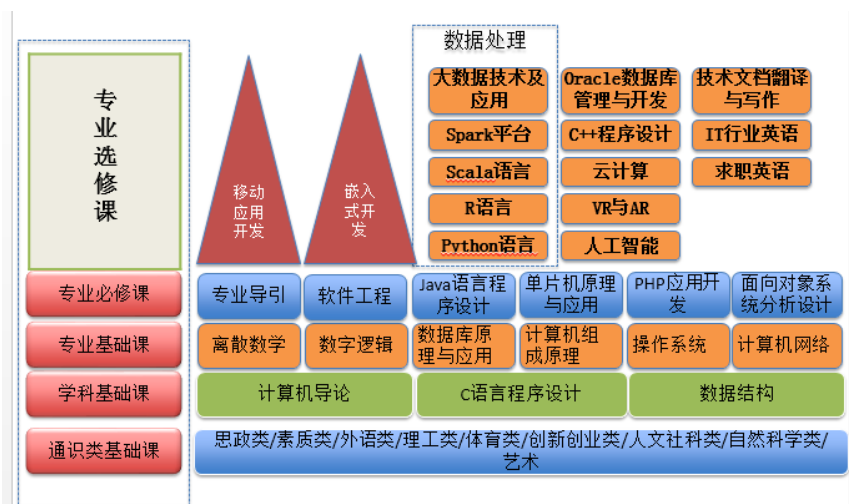 数据处理
专
业
选
修
课
移动
应用
开发
嵌入
式开
发
大数据技术及
应用
Spark平台
Scala语言
R语言
Python语言
Oracle数据库
管理与开发
C++程序设计
云计算
VR与AR
人工智能
技术文档翻译
与写作
IT行业英语
求职英语
专业必修课
专业导引
软件工程
Java语言程
序设计
单片机原理
与应用
PHP应用开
发
面向对象系
统分析设计
专业基础课
离散数学
数字逻辑
数据库原
理与应用
计算机组
成原理
操作系统
计算机网络
学科基础课
计算机导论
C语言程序设计
数据结构
通识类基础课
思政类/素质类/外语类/理工类/体育类/创新创业类/人文社科类/自然科学类/
艺术